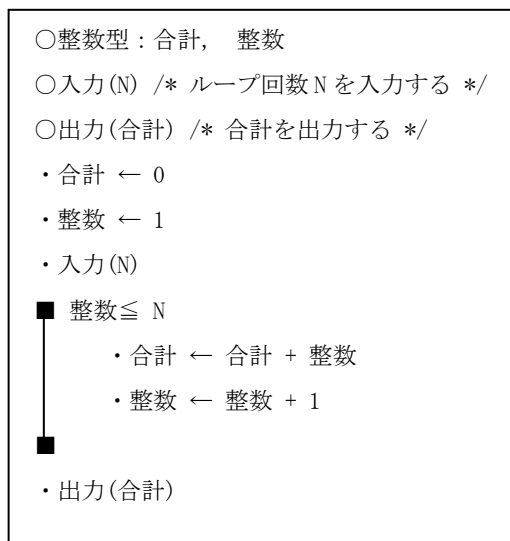 ○整数型:合計, 整数
○入力(N) /* ループ回数 N を入力する */
○出力(合計) /* 合計を出力する */
・合計 ← 0
・整数 ← 1
・入力(N)
■ 整数≦ N
・合計 ← 合計 + 整数
・整数 ← 整数 + 1
■
・出力(合計)